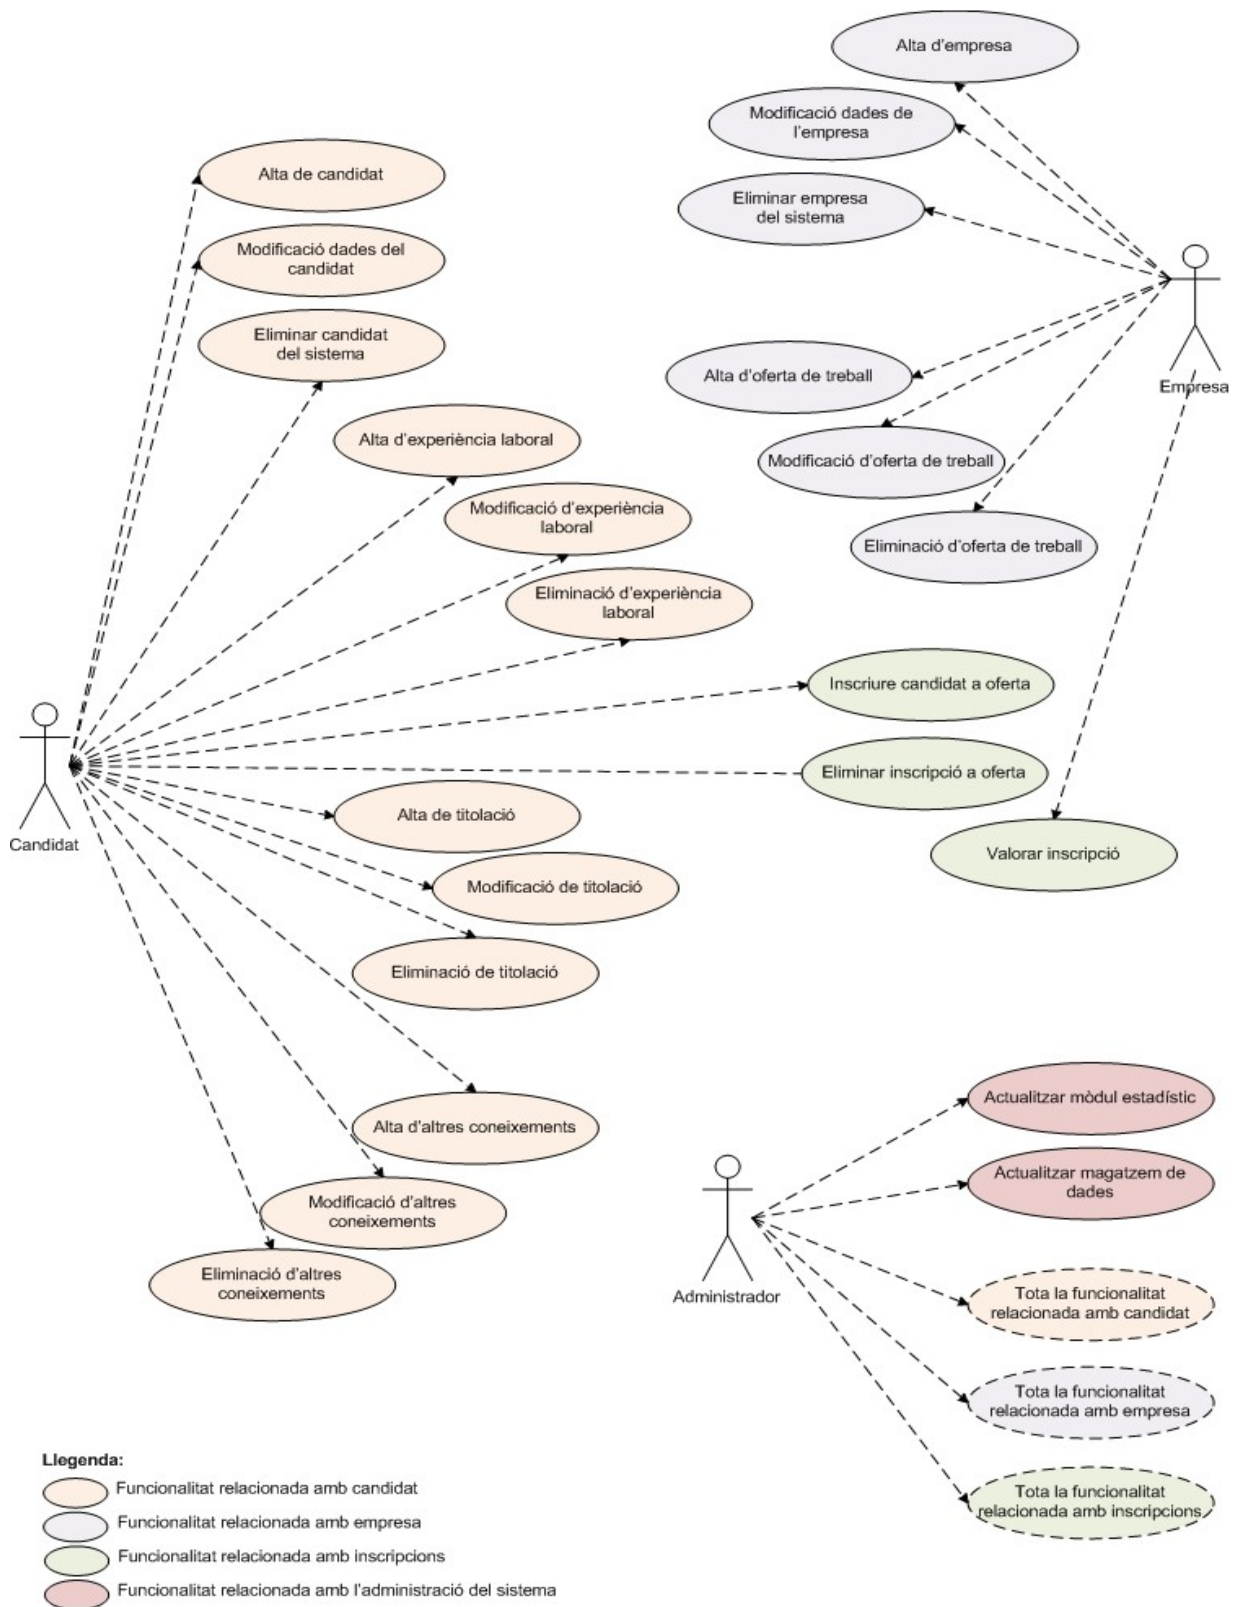 Alta d'empresa
Modificació dades de
l'empresa
Eliminar empresa
del sistema
Empresa
Alta d'oferta de treball
Modificació d'oferta de treball
Eliminació d'oferta de treball
Alta de candidat
Modificació dades del
candidat
Eliminar candidat
del sistema
Alta d'experiència laboral
Modificació d'experiència
laboral
Eliminació d'experiència
laboral
Inscriure candidat a oferta
Eliminar inscripció a oferta
Valorar inscripció
Candidat
Alta de titolació
Modificació de titolació
Eliminació de titolació
Alta d'altres coneixements
Modificació d'altres
coneixements
Eliminació d'altres
coneixements
Administrador
Actualitzar mòdul estadístic
Actualitzar magatzem de
dades
Tota la funcionalitat
relacionada amb candidat
Tota la funcionalitat
relacionada amb empresa
Tota la funcionalitat
relacionada amb inscripcions
Llegenda:
Funcionalitat relacionada amb candidat
Funcionalitat relacionada amb empresa
Funcionalitat relacionada amb inscripcions
Funcionalitat relacionada amb l'administració del sistema